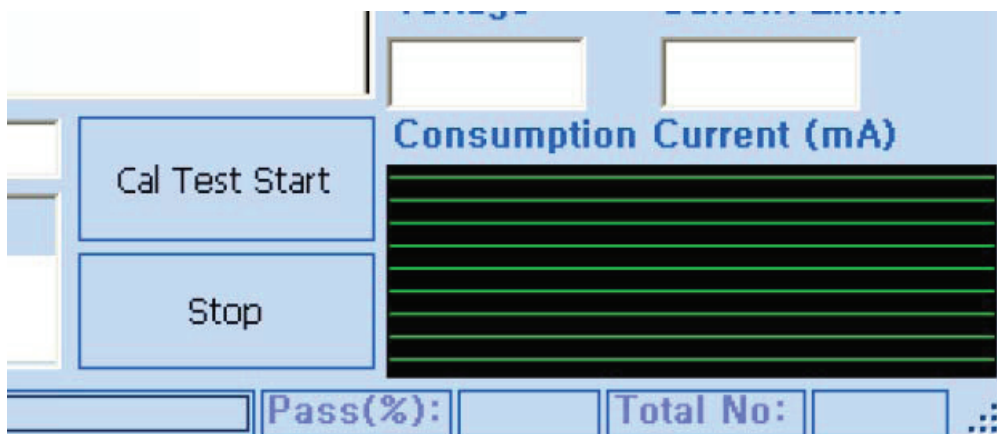 Consumption Current (mA)
Cal Test Start
Stop
Pass(%):
Total No: